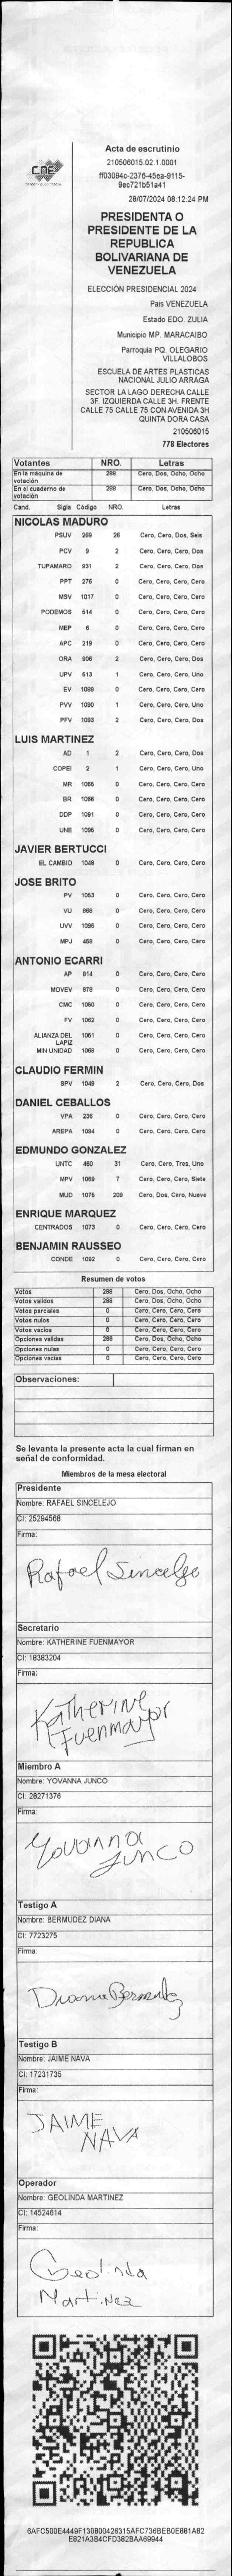 Acta de escrutinio
210506015.02.1.0001
ff03094c-2376-45ea-9115-
9ec721b51a41
28/07/2024 08:12:24 PM
CNE
PRESIDENTA O
PRESIDENTE DE LA
REPUBLICA
BOLIVARIANA DE
VENEZUELA
ELECCIÓN PRESIDENCIAL 2024
Pais VENEZUELA
Estado EDO. ZULIA
Municipio MP. MARACAIBO
Parroquia PQ. OLEGARIO
VILLALOBOS
ESCUELA DE ARTES PLASTICAS
NACIONAL JULIO ARRAGA
SECTOR LA LAGO DERECHA CALLE
3F. IZQUIERDA CALLE 3H. FRENTE
CALLE 75 CALLE 75 CON AVENIDA 3H
QUINTA DORA CASA
210506015
778 Electores
Votantes NRO. Letras
En la máquina de votación 288 Cero, Dos, Ocho, Ocho
En el cuaderno de votación 288 Cero, Dos, Ocho, Ocho
Cand. Sigla Código NRO. Letras
NICOLAS MADURO
PSUV 269 26 Cero, Cero, Dos, Seis
PCV 9 2 Cero, Cero, Cero, Dos
TUPAMARO 931 2 Cero, Cero, Cero, Dos
PPT 276 0 Cero, Cero, Cero, Cero
MSV 1017 0 Cero, Cero, Cero, Cero
PODEMOS 514 0 Cero, Cero, Cero, Cero
MEP 6 0 Cero, Cero, Cero, Cero
APC 219 0 Cero, Cero, Cero, Cero
ORA 906 2 Cero, Cero, Cero, Dos
UPV 513 1 Cero, Cero, Cero, Uno
EV 1089 0 Cero, Cero, Cero, Cero
PVV 1090 1 Cero, Cero, Cero, Uno
PFV 1093 2 Cero, Cero, Cero, Dos
LUIS MARTINEZ
AD 1 2 Cero, Cero, Cero, Dos
COPEI 2 1 Cero, Cero, Cero, Uno
MR 1065 0 Cero, Cero, Cero, Cero
BR 1066 0 Cero, Cero, Cero, Cero
DDP 1091 0 Cero, Cero, Cero, Cero
UNE 1095 0 Cero, Cero, Cero, Cero
JAVIER BERTUCCI
EL CAMBIO 1048 0 Cero, Cero, Cero, Cero
JOSE BRITO
PV 1053 0 Cero, Cero, Cero, Cero
VU 868 0 Cero, Cero, Cero, Cero
UVV 1096 0 Cero, Cero, Cero, Cero
MPJ 458 0 Cero, Cero, Cero, Cero
ANTONIO ECARRI
AP 814 0 Cero, Cero, Cero, Cero
MOVEV 878 0 Cero, Cero, Cero, Cero
CMC 1050 0 Cero, Cero, Cero, Cero
FV 1062 0 Cero, Cero, Cero, Cero
ALIANZA DEL LAPIZ 1051 0 Cero, Cero, Cero, Cero
MIN UNIDAD 1068 0 Cero, Cero, Cero, Cero
CLAUDIO FERMIN
SPV 1049 2 Cero, Cero, Cero, Dos
DANIEL CEBALLOS
VPA 236 0 Cero, Cero, Cero, Cero
AREPA 1094 0 Cero, Cero, Cero, Cero
EDMUNDO GONZALEZ
UNTC 460 31 Cero, Cero, Tres, Uno
MPV 1069 7 Cero, Cero, Cero, Siete
MUD 1075 209 Cero, Dos, Cero, Nueve
ENRIQUE MARQUEZ
CENTRADOS 1073 0 Cero, Cero, Cero, Cero
BENJAMIN RAUSSEO
CONDE 1092 0 Cero, Cero, Cero, Cero
Resumen de votos
Votos 288 Cero, Dos, Ocho, Ocho
Votos validos 288 Cero, Dos, Ocho, Ocho
Votos parciales 0 Cero, Cero, Cero, Cero
Votos nulos 0 Cero, Cero, Cero, Cero
Votos vacios 0 Cero, Cero, Cero, Cero
Opciones validas 288 Cero, Dos, Ocho, Ocho
Opciones nulas 0 Cero, Cero, Cero, Cero
Opciones vacias 0 Cero, Cero, Cero, Cero
Observaciones:
Se levanta la presente acta la cual firman en
señal de conformidad.
Miembros de la mesa electoral
Presidente
Nombre: RAFAEL SINCELEJO
CI: 25294568
Firma:
Rafael Sincelejo
Secretario
Nombre: KATHERINE FUENMAYOR
CI: 18383204
Firma:
Katherine
Fuenmayor
Miembro A
Nombre: YOVANNA JUNCO
CI: 26271376
Firma:
Yovanna
JUNCO
Testigo A
Nombre: BERMUDEZ DIANA
CI: 7723275
Firma:
Diana Bermudez
Testigo B
Nombre: JAIME NAVA
CI: 17231735
Firma:
JAIME
NAVA
Operador
Nombre: GEOLINDA MARTINEZ
CI: 14524614
Firma:
Geolinda
Martinez
6AFC500E4449F130800426315AFC736BEB0E881A82
E821A3B4CFD382BAA69944